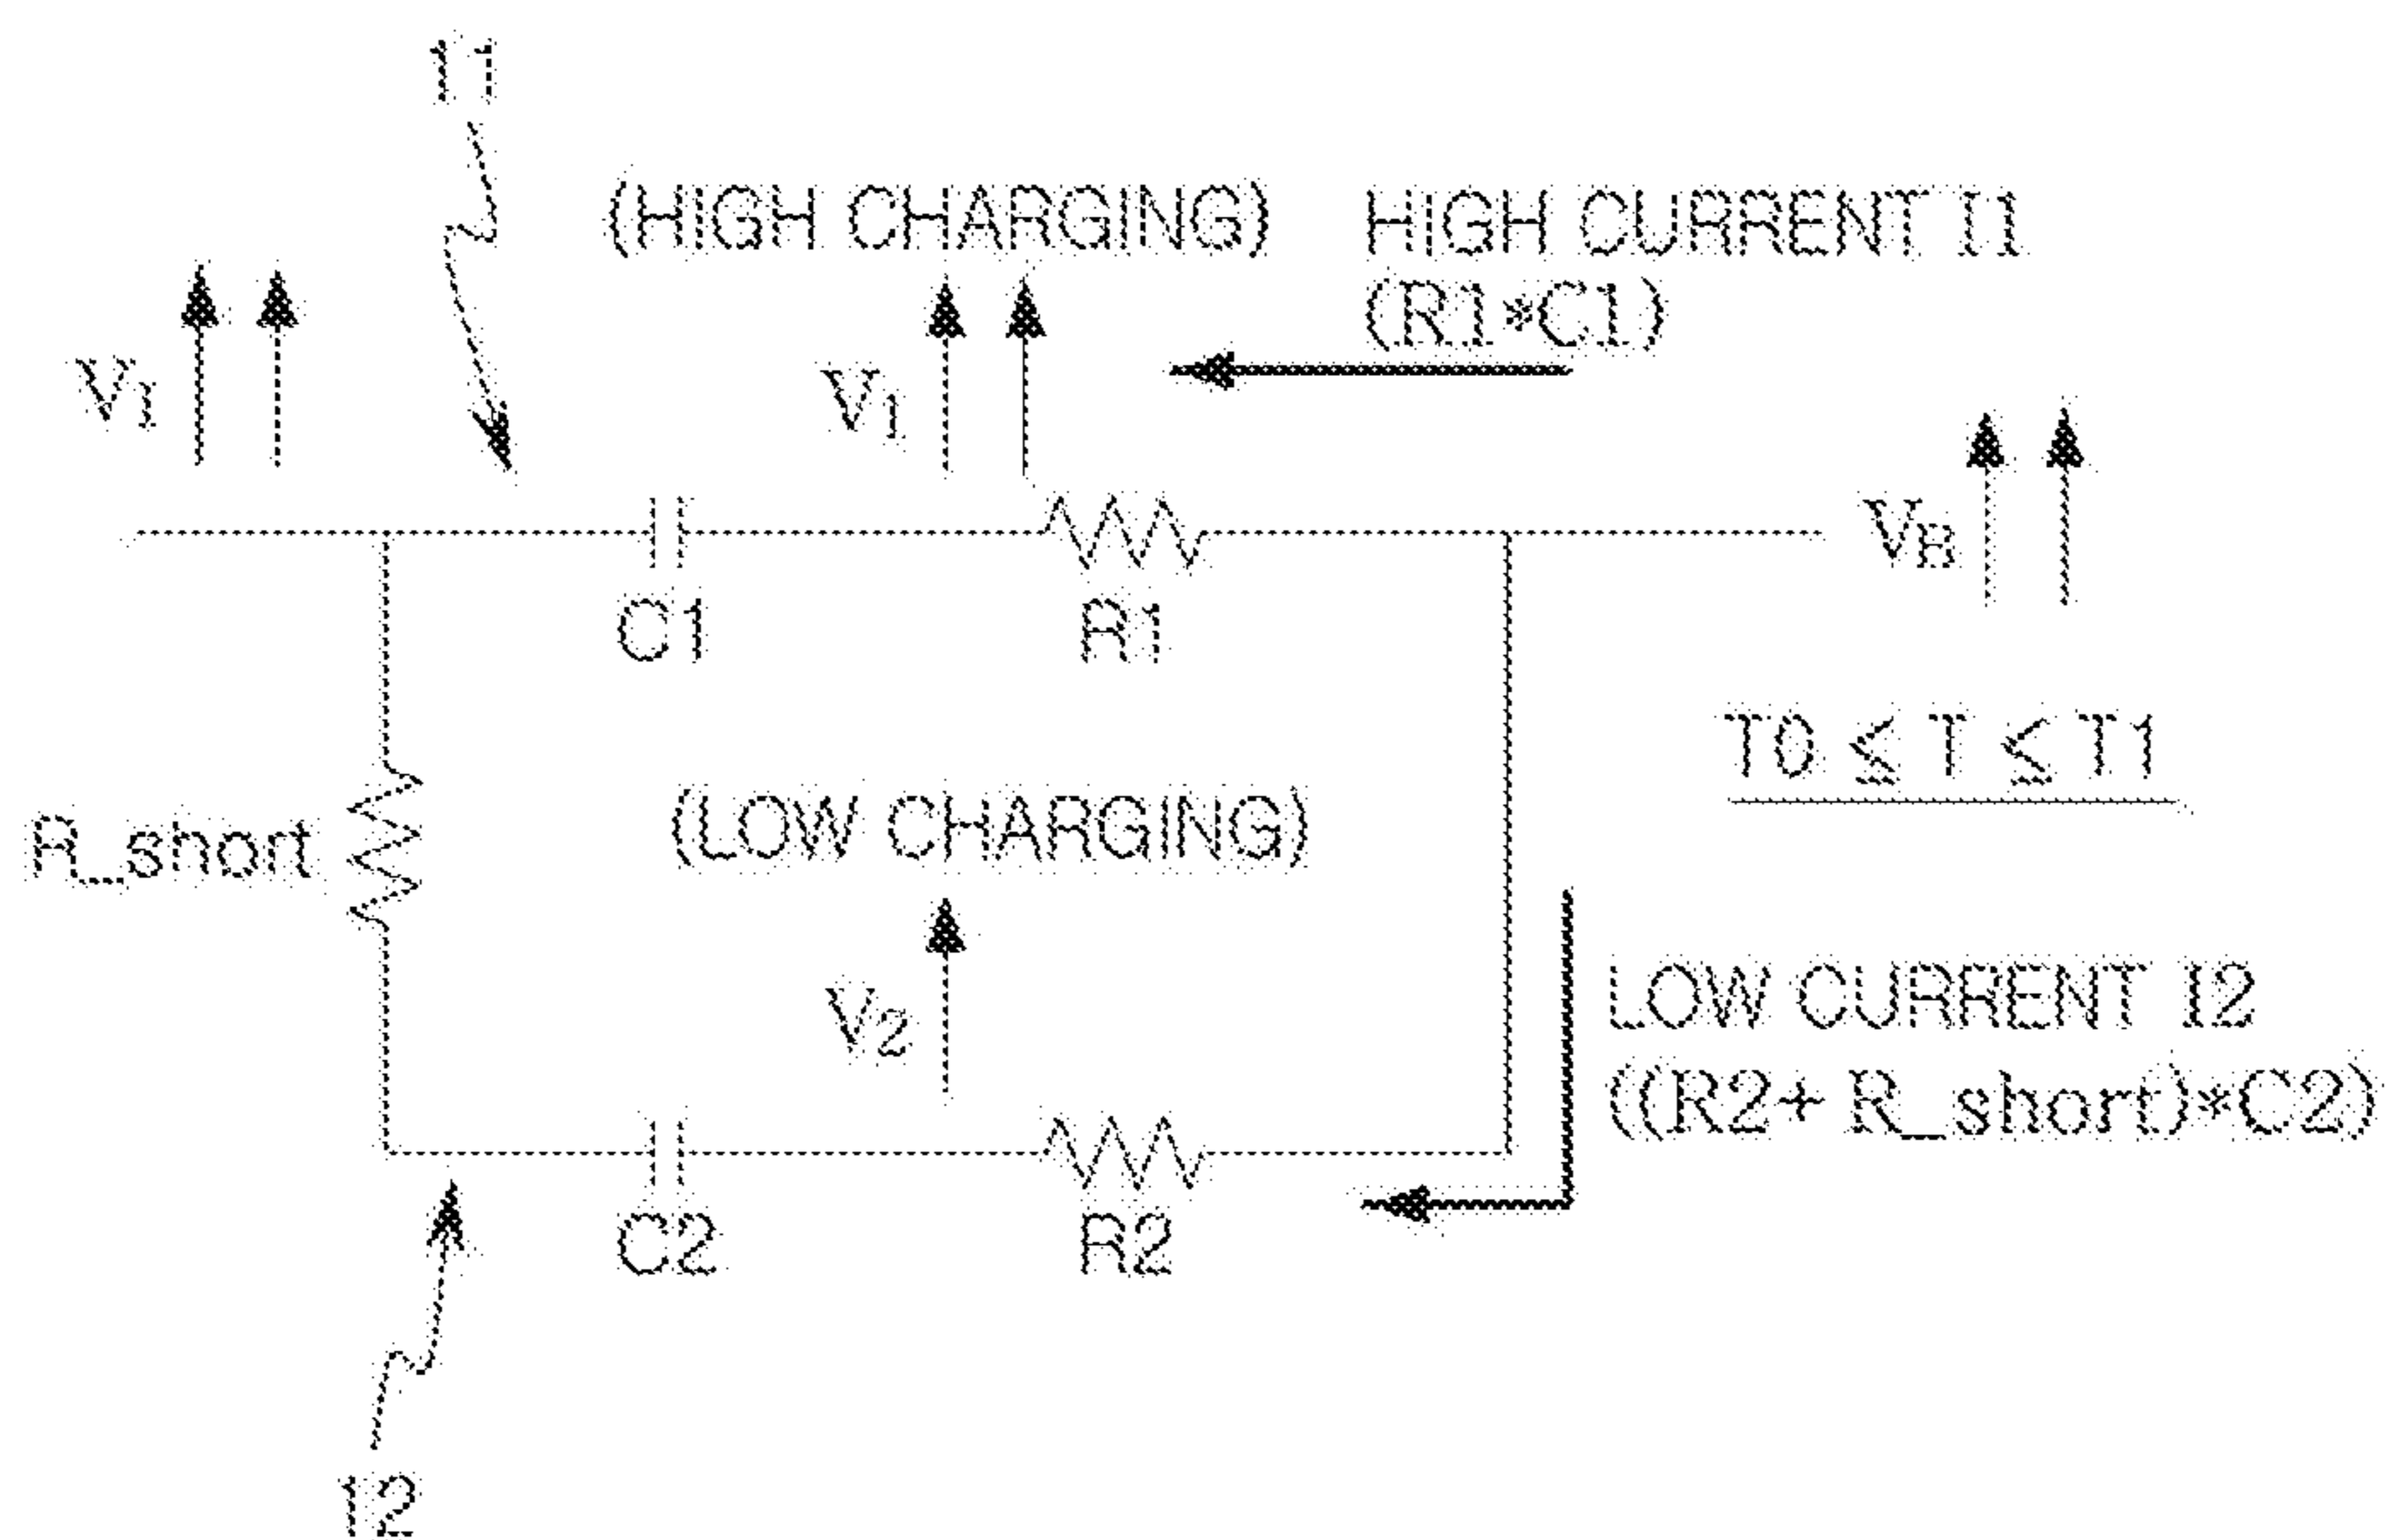 11
(HIGH CHARGING)
HIGH CURRENT I1
(R1*C1)
VI
V1
VB
C1
R1
T0 ≦ T ≦ T1
R_short
(LOW CHARGING)
V2
LOW CURRENT I2
((R2+ R_short)*C2)
C2
R2
12